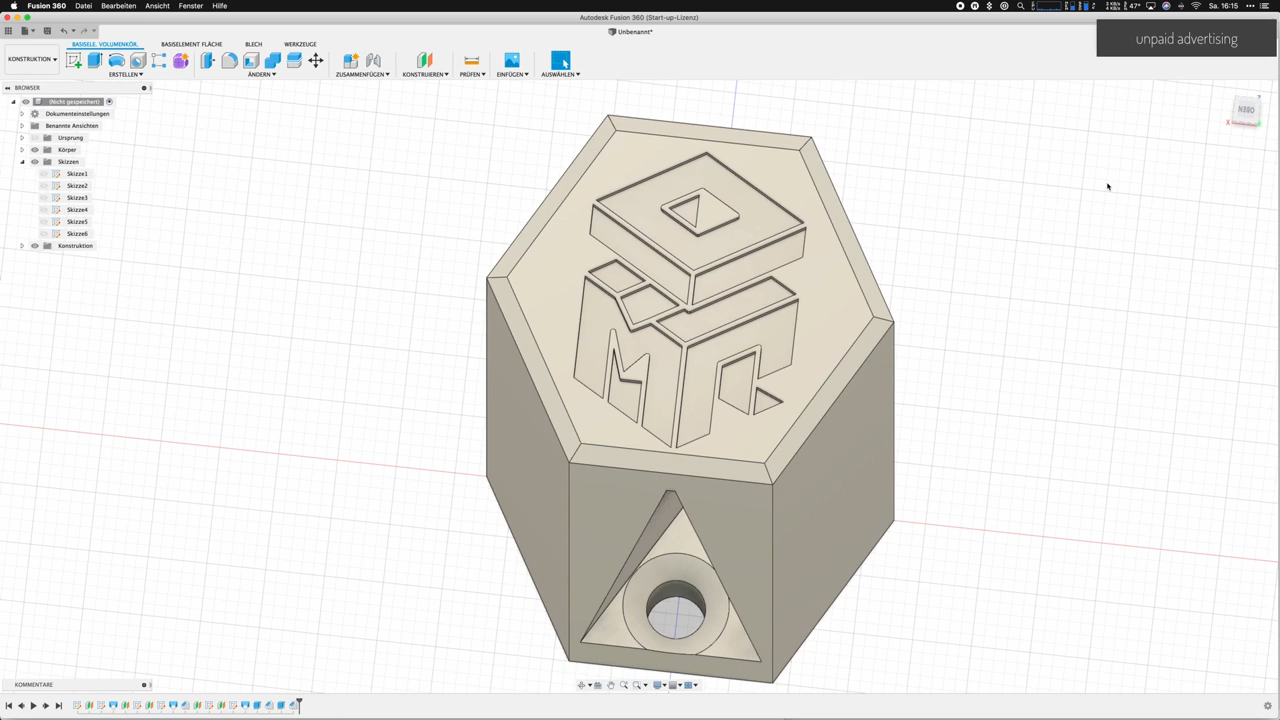 Fusion 360 Datei Bearbeiten Ansicht Fenster Hilfe
47° Sa. 16:15
Autodesk Fusion 360 (Start-up-Lizenz)
unpaid advertising
Unbenannt*
BASISELE. VOLUMENKÖR. BASISELEMENT FLÄCHE BLECH WERKZEUGE
KONSTRUKTION
ERSTELLEN ÄNDERN ZUSAMMENFÜGEN KONSTRUIEREN PRÜFEN EINFÜGEN AUSWÄHLEN
BROWSER
(Nicht gespeichert)
Dokumenteinstellungen
Benannte Ansichten
Ursprung
Körper
Skizzen
Skizze1
Skizze2
Skizze3
Skizze4
Skizze5
Skizze6
Konstruktion
OBEN
X
KOMMENTARE